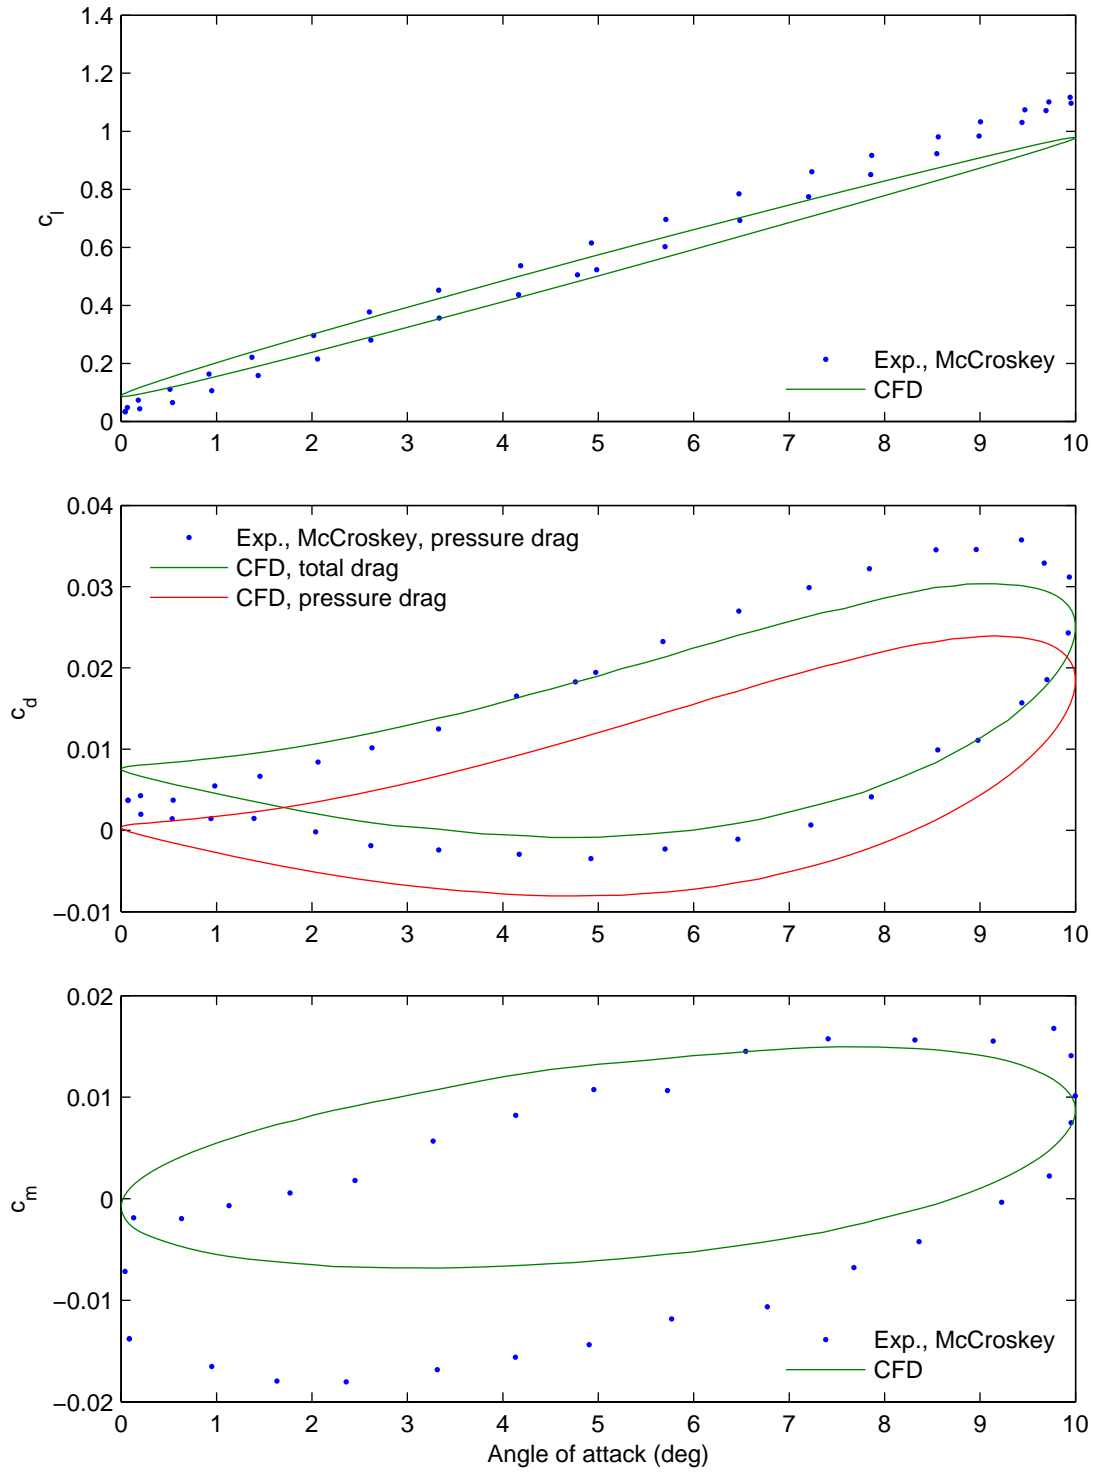 1.4
1.2
1
0.8
0.6
0.4
0.2
0
c_l
Exp., McCroskey
CFD
0 1 2 3 4 5 6 7 8 9 10
0.04
0.03
0.02
0.01
0
−0.01
c_d
Exp., McCroskey, pressure drag
CFD, total drag
CFD, pressure drag
0 1 2 3 4 5 6 7 8 9 10
0.02
0.01
0
−0.01
−0.02
c_m
Exp., McCroskey
CFD
0 1 2 3 4 5 6 7 8 9 10
Angle of attack (deg)